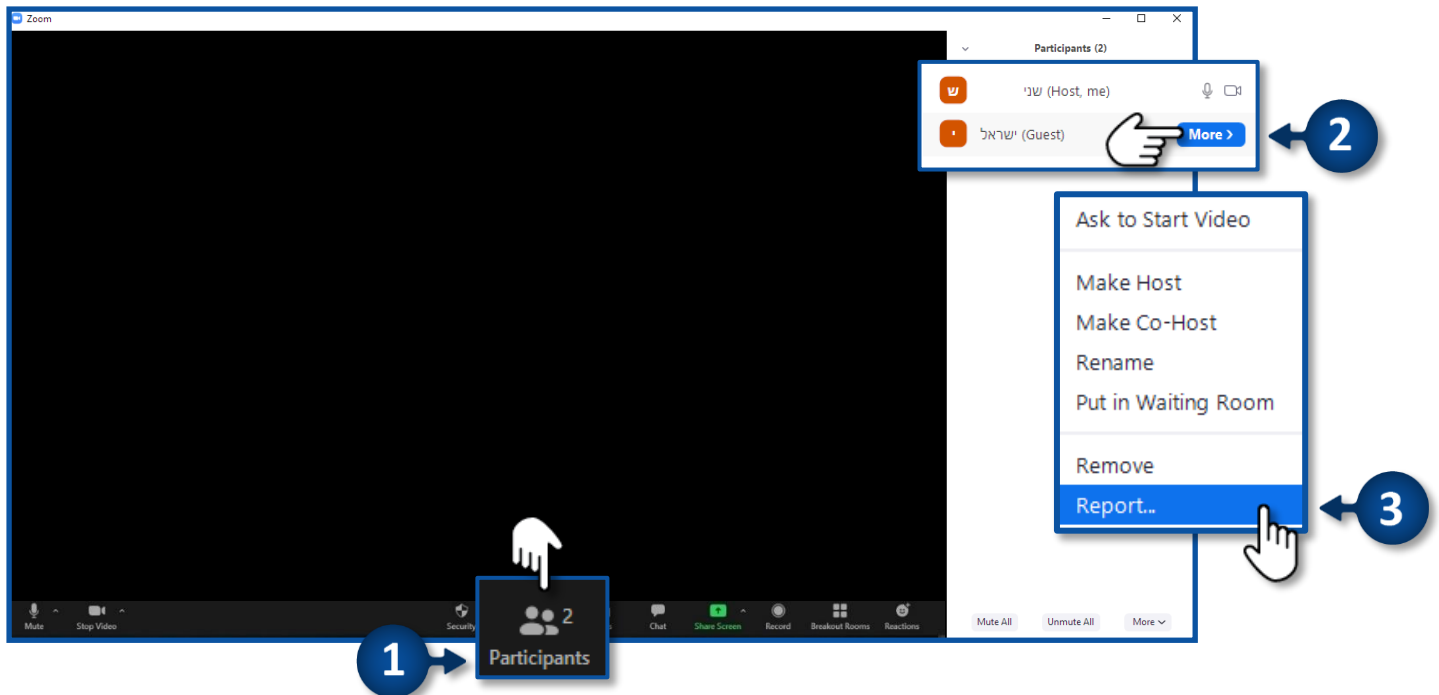 Zoom
Participants (2)
ש
שני (Host, me)
י
ישראל (Guest)
More >
2
Ask to Start Video
Make Host
Make Co-Host
Rename
Put in Waiting Room
Remove
Report...
3
Mute
Stop Video
Security
2
Participants
Chat
Share Screen
Record
Breakout Rooms
Reactions
Mute All
Unmute All
More
1